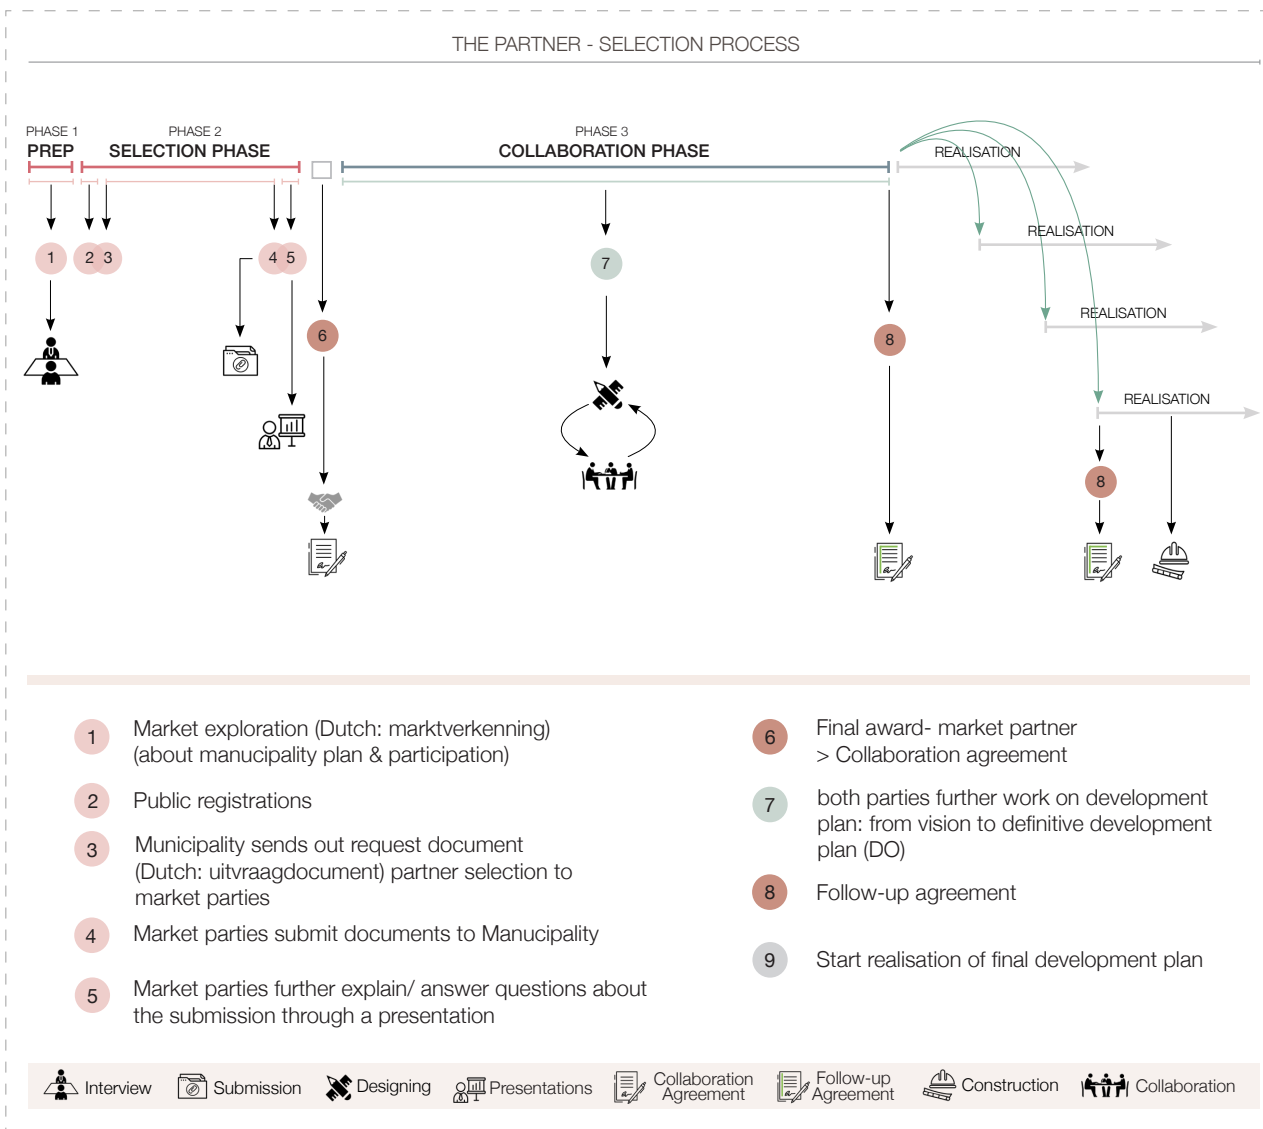 THE PARTNER - SELECTION PROCESS
PHASE 1
PREP
PHASE 2
SELECTION PHASE
PHASE 3
COLLABORATION PHASE
REALISATION
REALISATION
REALISATION
REALISATION
1
2
3
4
5
6
7
8
8
1
Market exploration (Dutch: marktverkenning)
(about manucipality plan & participation)
2
Public registrations
3
Municipality sends out request document
(Dutch: uitvraagdocument) partner selection to
market parties
4
Market parties submit documents to Manucipality
5
Market parties further explain/ answer questions about
the submission through a presentation
6
Final award- market partner
> Collaboration agreement
7
both parties further work on development
plan: from vision to definitive development
plan (DO)
8
Follow-up agreement
9
Start realisation of final development plan
Interview
Submission
Designing
Presentations
Collaboration
Agreement
Follow-up
Agreement
Construction
Collaboration